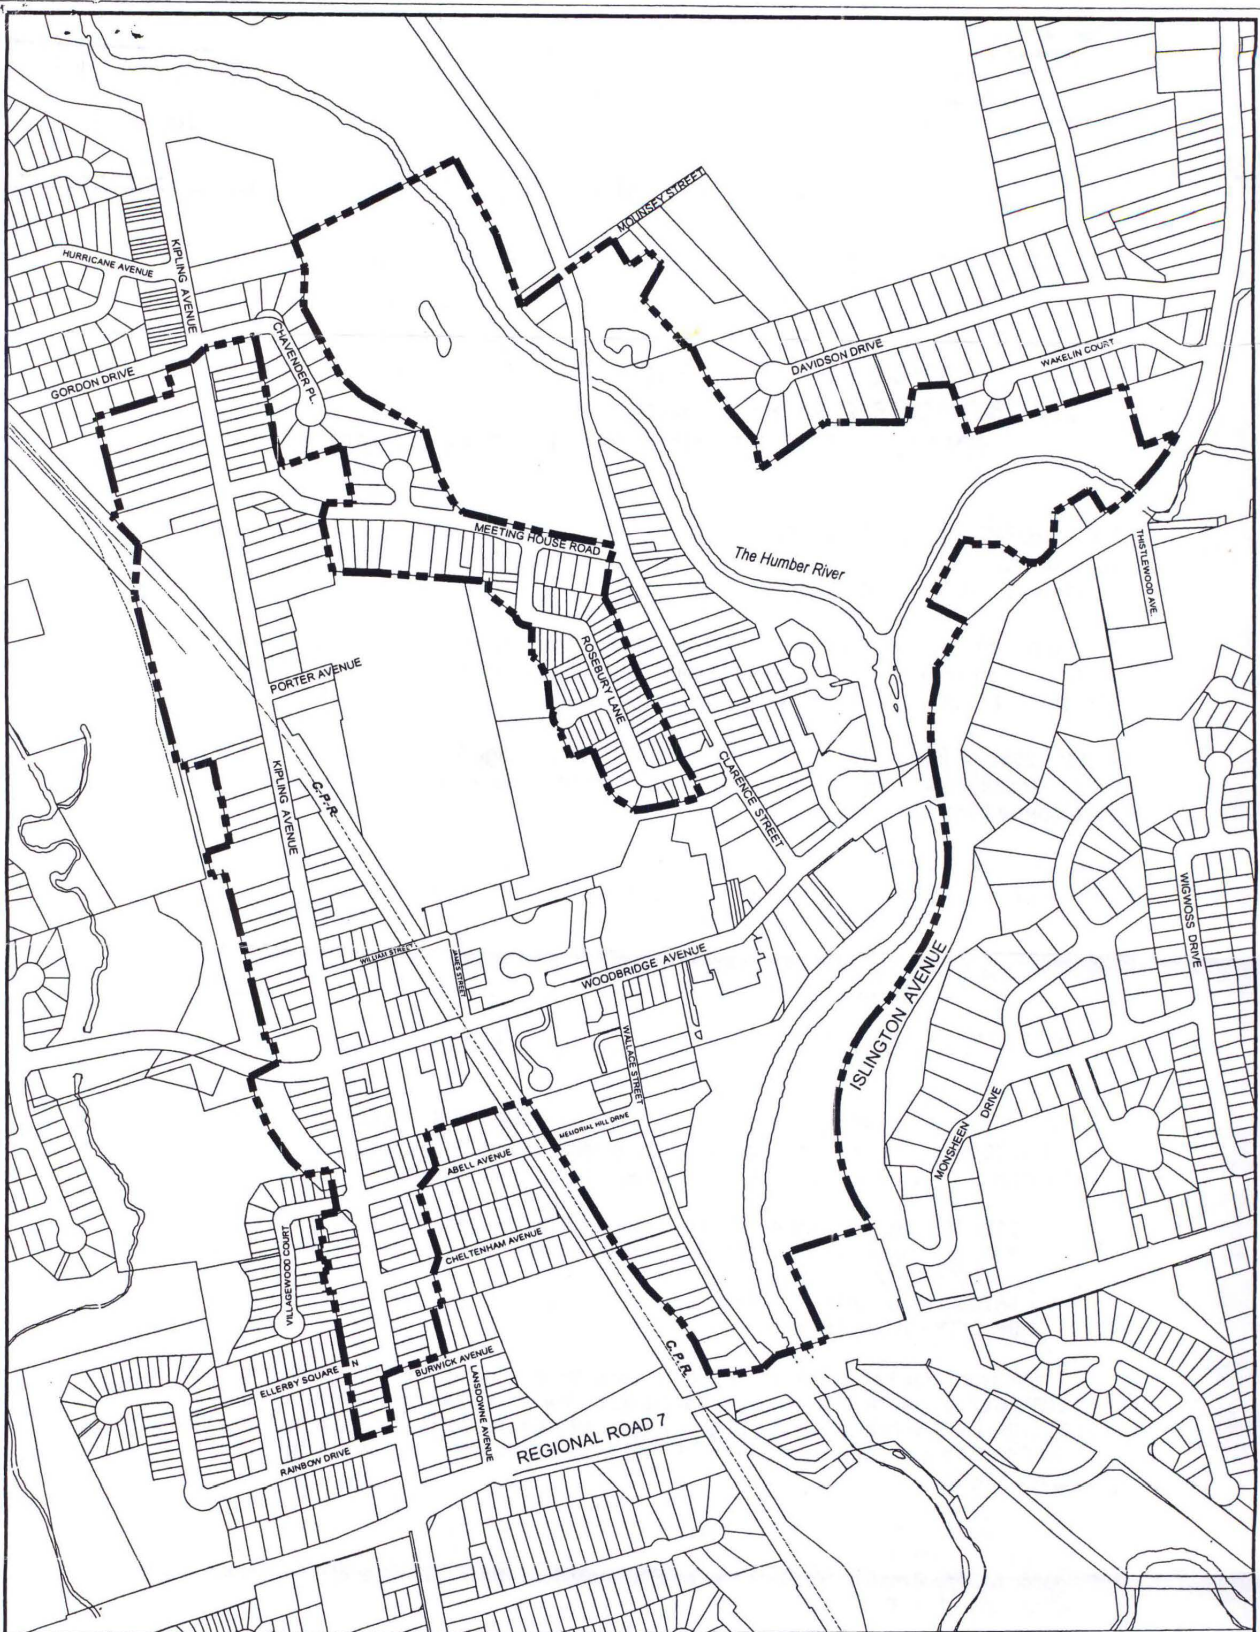 MOUNSEY STREET
KIPLING AVENUE
HURRICANE AVENUE
CHAVENDER PL.
DAVIDSON DRIVE
WAKELIN COURT
GORDON DRIVE
MEETING HOUSE ROAD
The Humber River
THISTLEWOOD AVE.
ROSEBURY LANE
PORTER AVENUE
KIPLING AVENUE
C.P.R.
CLARENCE STREET
WIGWOSS DRIVE
WILLIAM STREET
JAMES STREET
WOODBRIDGE AVENUE
ISLINGTON AVENUE
WALLACE STREET
MEMORIAL HILL DRIVE
MONSHEEN DRIVE
ABELL AVENUE
CHELTENHAM AVENUE
VILLAGEWOOD COURT
C.P.R.
N
BURWICK AVENUE
ELLERBY SQUARE
LANSDOWNE AVENUE
REGIONAL ROAD 7
RAINBOW DRIVE